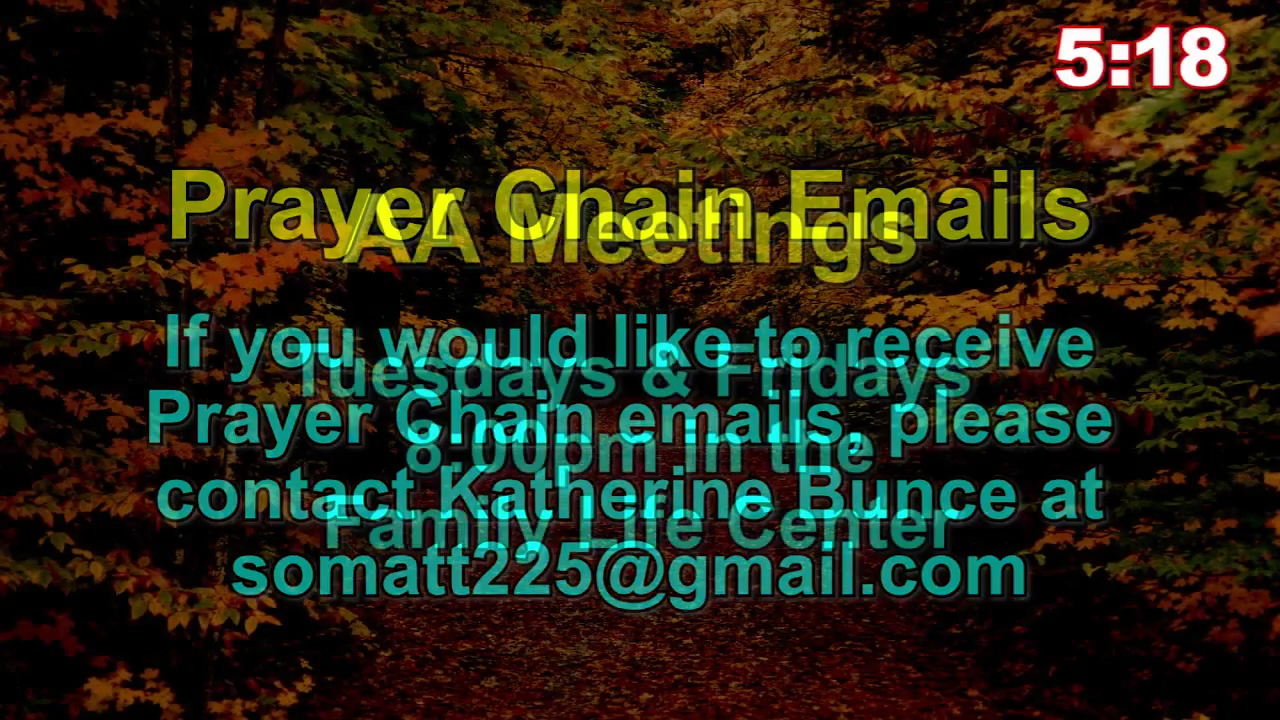 5:18
Prayer Chain Emails
AA Meetings
If you would like to receive
Prayer Chain emails, please
contact Katherine Bunce at
somatt225@gmail.com
Tuesdays & Fridays
8:00pm in the
Family Life Center